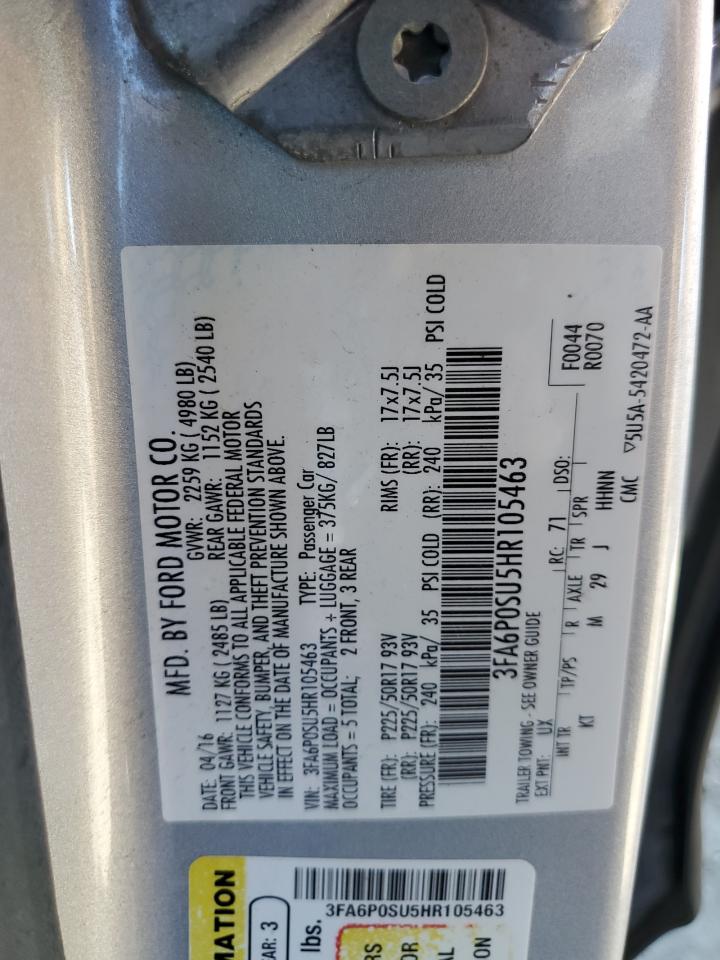 MFD. BY FORD MOTOR CO.
DATE: 04/16 GVWR: 2259 KG ( 4980 LB)
FRONT GAWR: 1127 KG ( 2485 LB) REAR GAWR: 1152 KG ( 2540 LB)
THIS VEHICLE CONFORMS TO ALL APPLICABLE FEDERAL MOTOR
VEHICLE SAFETY, BUMPER, AND THEFT PREVENTION STANDARDS
IN EFFECT ON THE DATE OF MANUFACTURE SHOWN ABOVE.
VIN: 3FA6P0SU5HR105463 TYPE: Passenger Car
MAXIMUM LOAD = OCCUPANTS + LUGGAGE = 375KG/ 827LB
OCCUPANTS = 5 TOTAL; 2 FRONT, 3 REAR
TIRE (FR): P225/50R17 93V RIMS (FR): 17x7.5J
(RR): P225/50R17 93V (RR): 17x7.5J
PRESSURE (FR): 240 kPa/ 35 PSI COLD (RR): 240 kPa/ 35 PSI COLD
3FA6P0SU5HR105463
TRAILER TOWING - SEE OWNER GUIDE
EXT PNT: UX RC: 71 DSO: F0044
R0070
INT TR TP/PS R AXLE TR SPR
KT M 29 J HHNN
CMC ▽5U5A-5420472-AA
MATION
AR: 3
lbs.
3FA6P0SU5HR105463
RS
OR
AL
ON